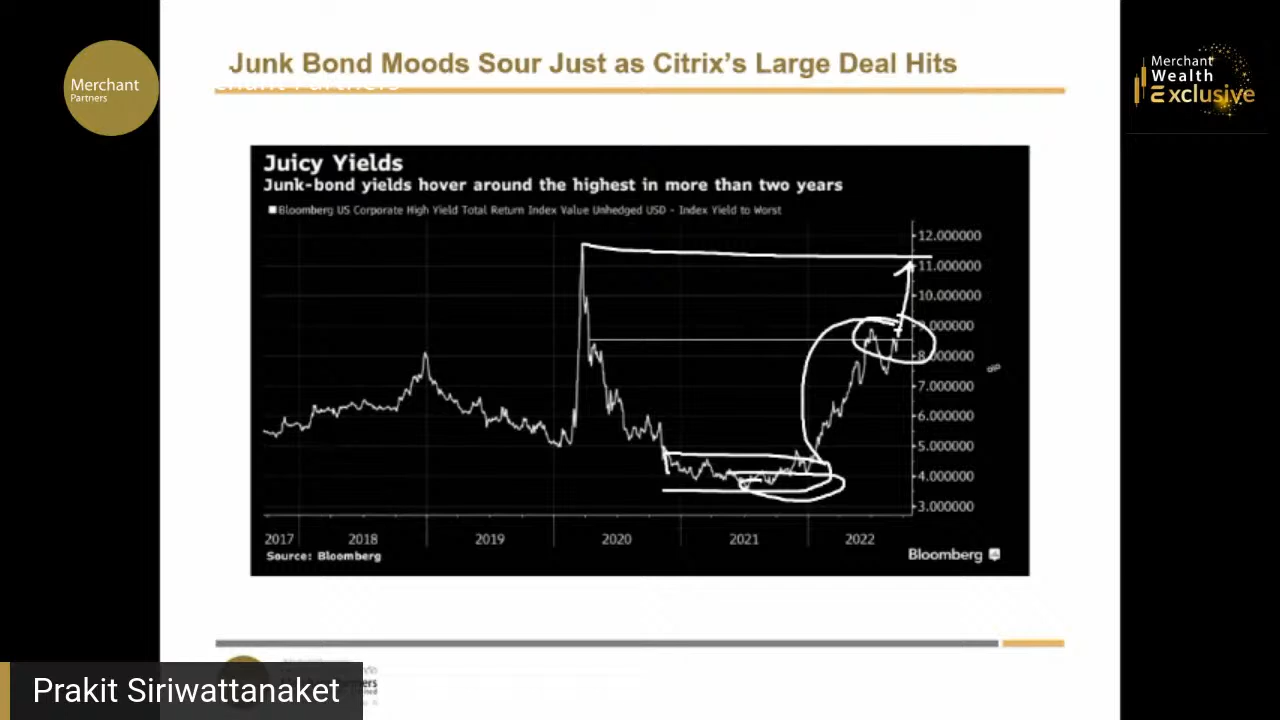 Junk Bond Moods Sour Just as Citrix's Large Deal Hits
Merchant
Partners
Merchant
Wealth
Exclusive
Juicy Yields
Junk-bond yields hover around the highest in more than two years
Bloomberg US Corporate High Yield Total Return Index Value Unhedged USD - Index Yield to Worst
12.000000
11.000000
10.000000
9.000000
8.000000
7.000000
6.000000
5.000000
4.000000
3.000000
2017 2018 2019 2020 2021 2022
Source: Bloomberg
Bloomberg
Prakit Siriwattanaket